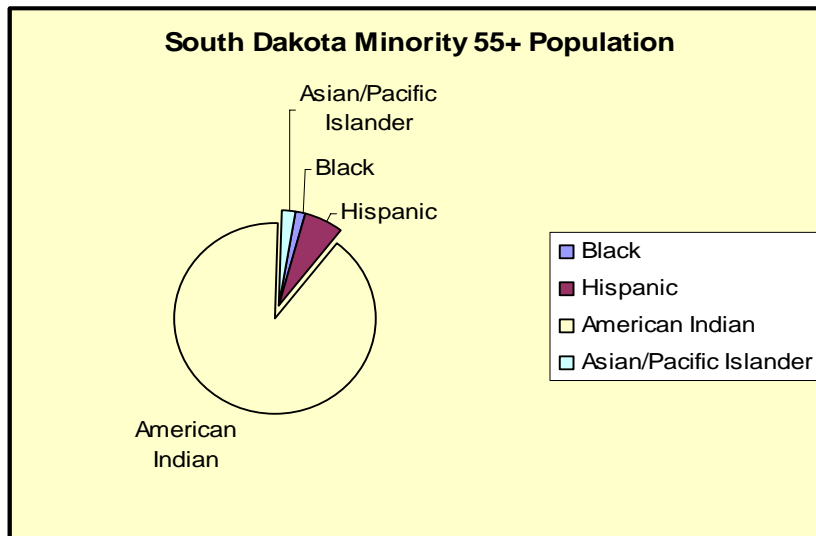 South Dakota Minority 55+ Population
Asian/Pacific
Islander
Black
Hispanic
American
Indian
Black
Hispanic
American Indian
Asian/Pacific Islander